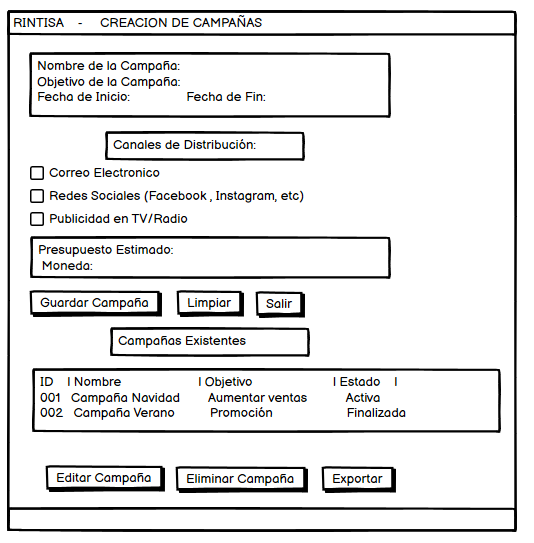 RINTISA - CREACION DE CAMPAÑAS
Nombre de la Campaña:
Objetivo de la Campaña:
Fecha de Inicio: Fecha de Fin:
Canales de Distribución:
Correo Electronico
Redes Sociales (Facebook , Instagram, etc)
Publicidad en TV/Radio
Presupuesto Estimado:
Moneda:
Guardar Campaña Limpiar Salir
Campañas Existentes
ID | Nombre | Objetivo | Estado |
001 Campaña Navidad Aumentar ventas Activa
002 Campaña Verano Promoción Finalizada
Editar Campaña Eliminar Campaña Exportar